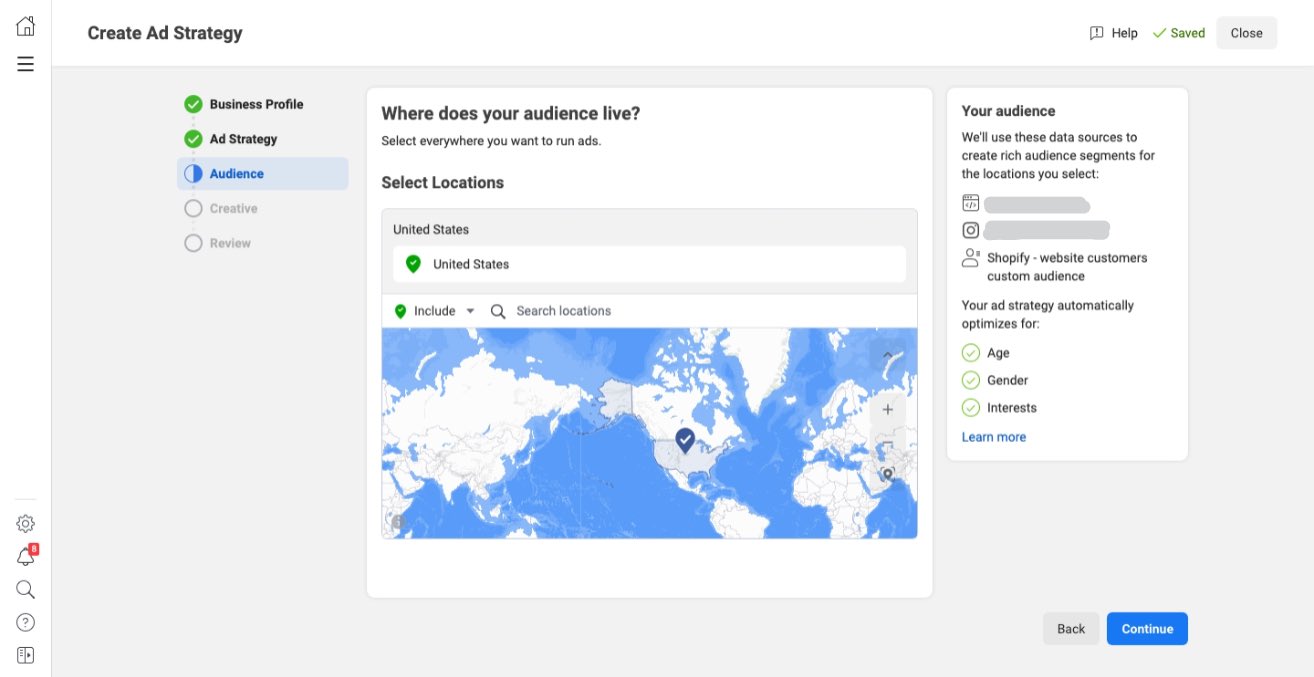 Create Ad Strategy
Help
Saved
Close
Business Profile
Ad Strategy
Audience
Creative
Review
Where does your audience live?
Select everywhere you want to run ads.
Select Locations
United States
United States
Include
Search locations
Your audience
We'll use these data sources to
create rich audience segments for
the locations you select:
Shopify - website customers
custom audience
Your ad strategy automatically
optimizes for:
Age
Gender
Interests
Learn more
8
Back
Continue